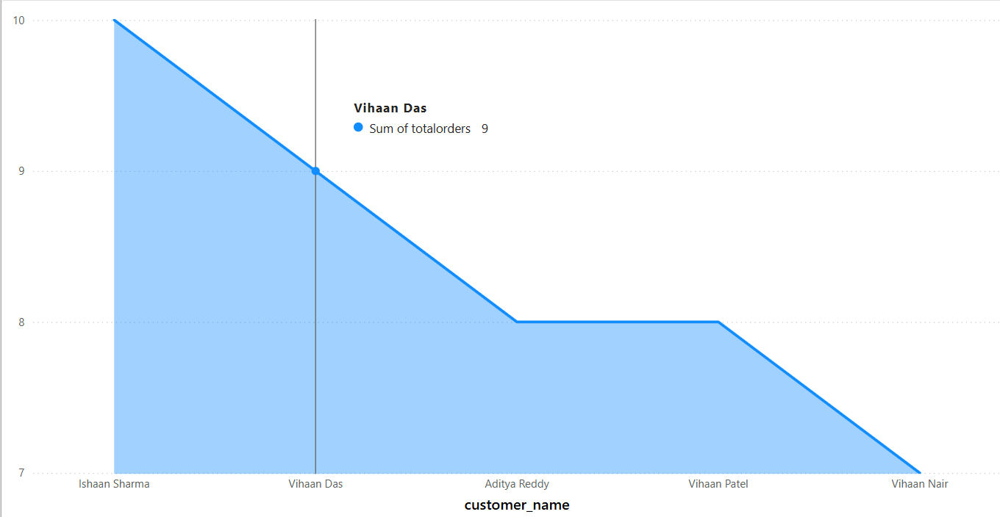 10
Vihaan Das
Sum of totalorders 9
9
8
7
Ishaan Sharma Vihaan Das Aditya Reddy Vihaan Patel Vihaan Nair
customer_name